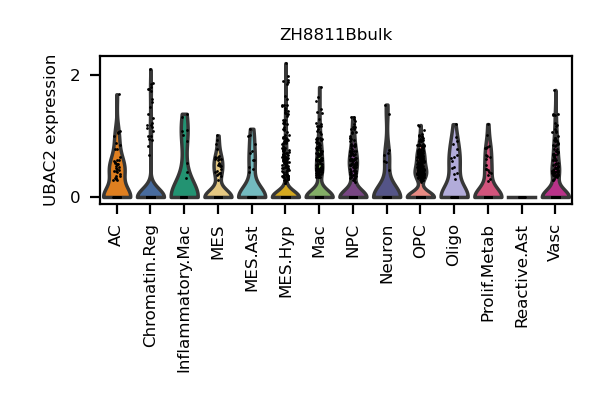 ZH8811Bbulk
UBAC2 expression
2
0
AC
Chromatin.Reg
Inflammatory.Mac
MES
MES.Ast
MES.Hyp
Mac
NPC
Neuron
OPC
Oligo
Prolif.Metab
Reactive.Ast
Vasc